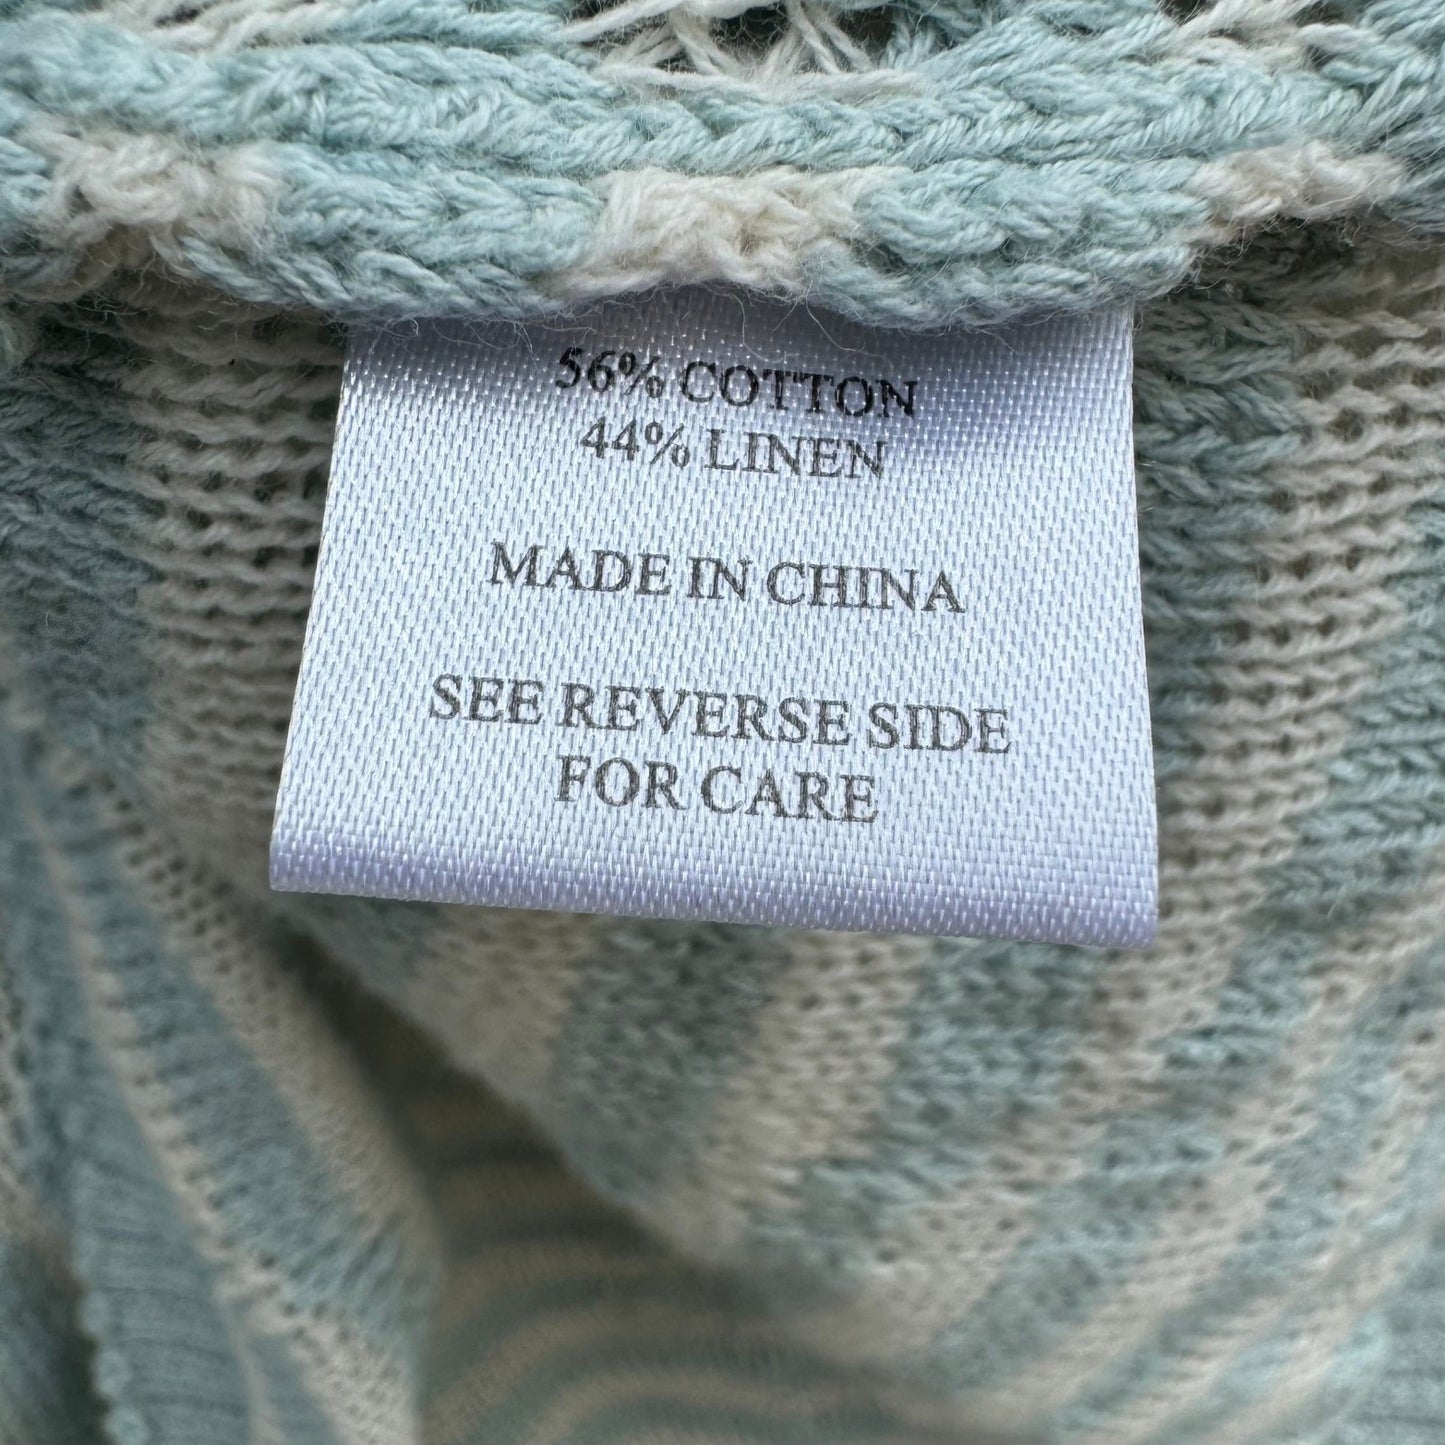 56% COTTON
44% LINEN
MADE IN CHINA
SEE REVERSE SIDE
FOR CARE